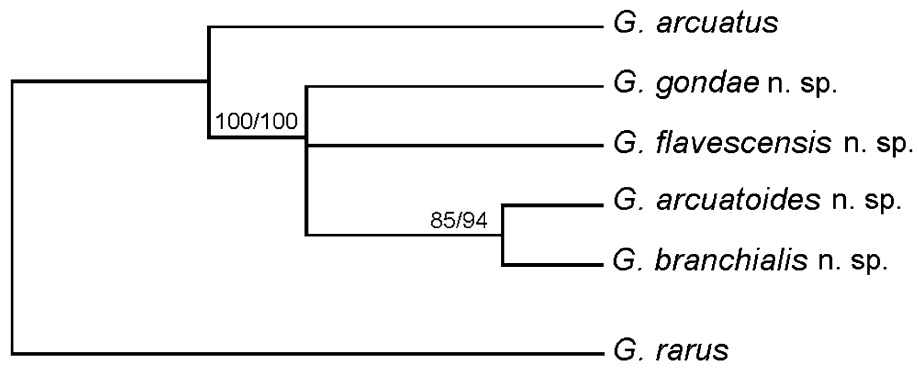 G. arcuatus
G. gondae n. sp.
100/100
G. flavescensis n. sp.
G. arcuatoides n. sp.
85/94
G. branchialis n. sp.
G. rarus